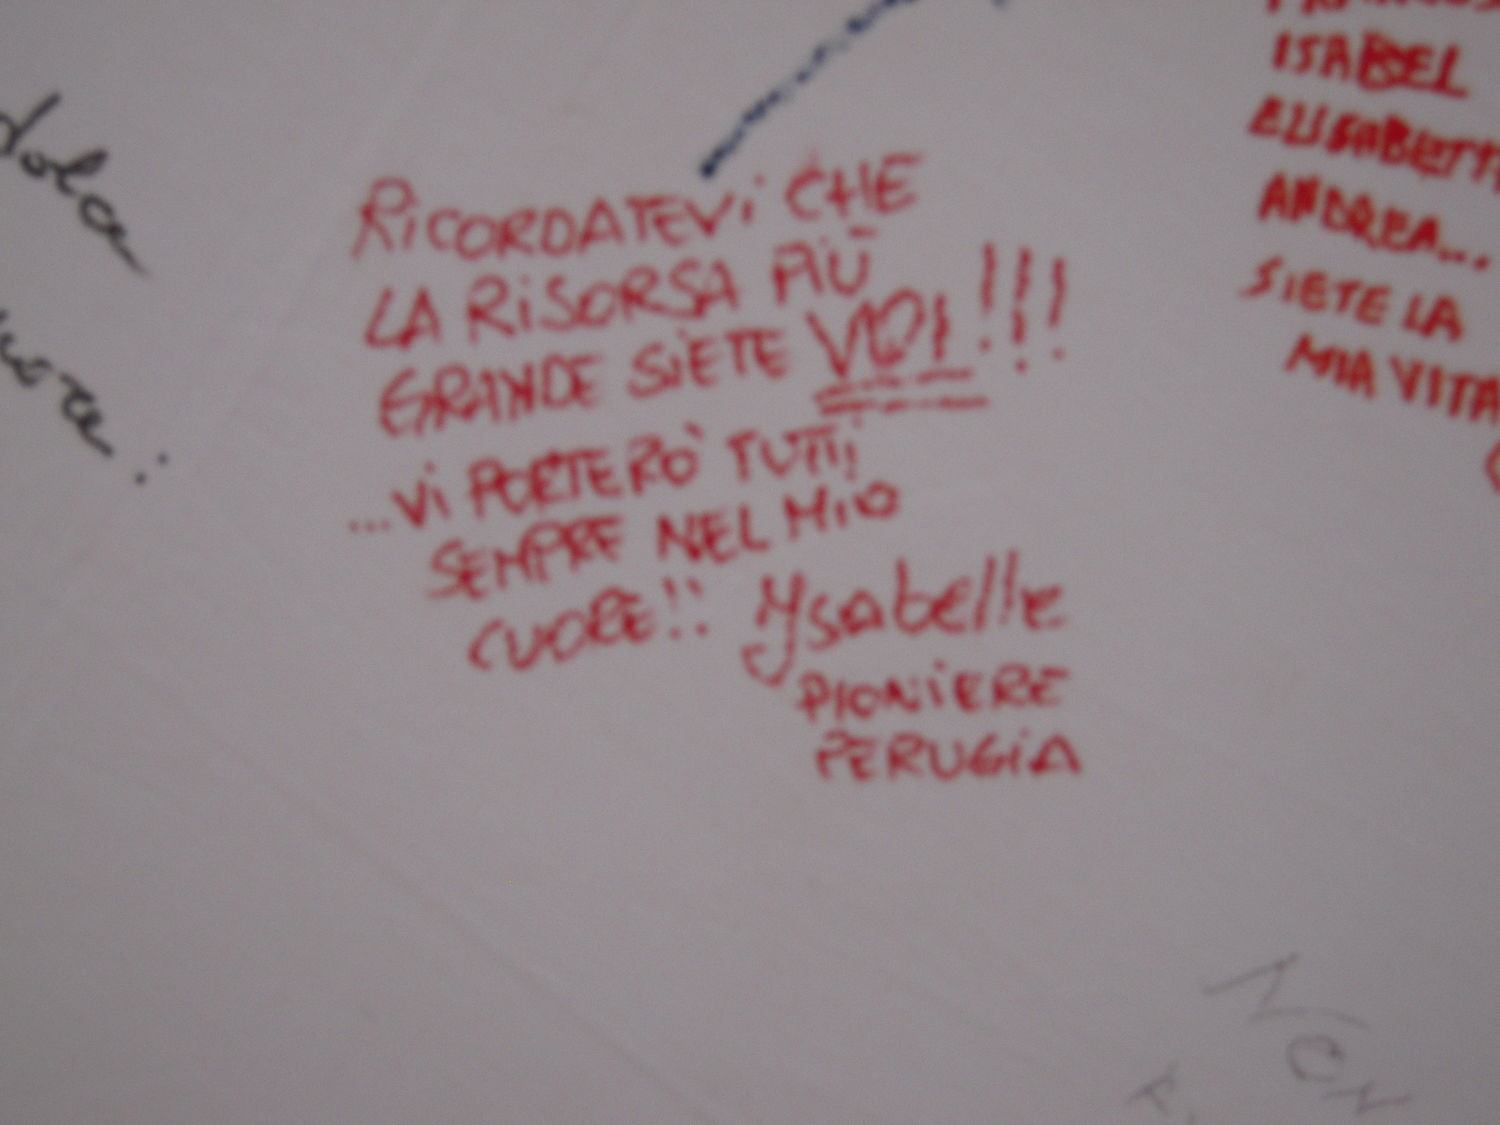 RiCORDATEVi CHE
LA RiSORSA PIÙ
GRANDE SiETE VOI!!!
...Vi PORTERÒ TUTTi
SEMPRE NEL MiO
CUORE!! Ysabelle
PIONiERE
PERUGiA
ISABEL
ANDREA...
SIETE LA
MIA VITA